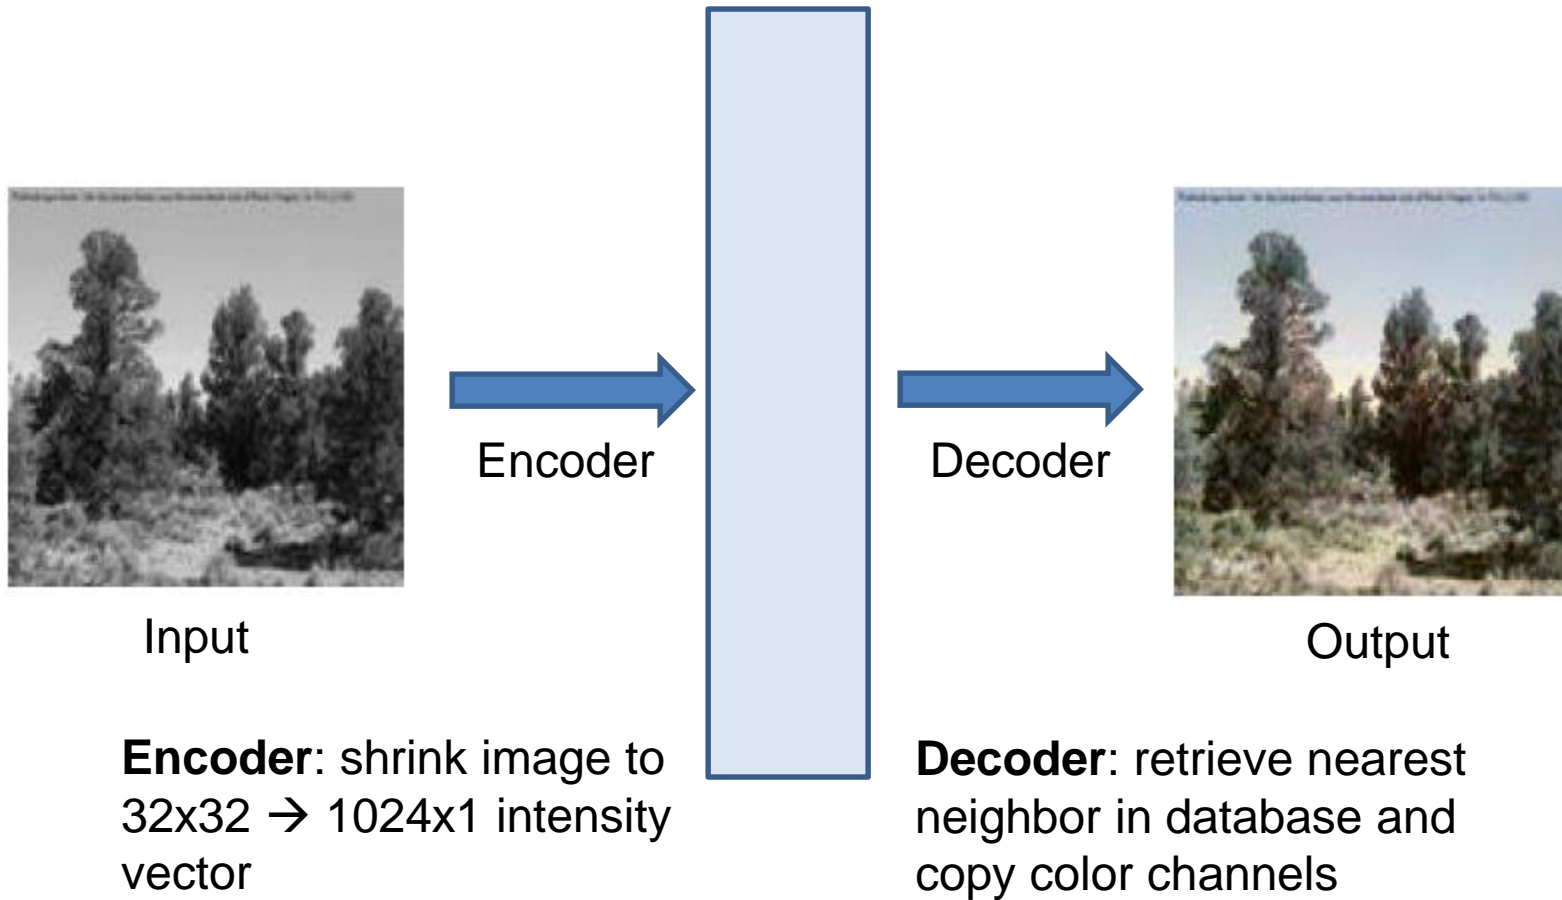 Encoder
Decoder
Input
Output
Encoder: shrink image to
32x32 → 1024x1 intensity
vector
Decoder: retrieve nearest
neighbor in database and
copy color channels